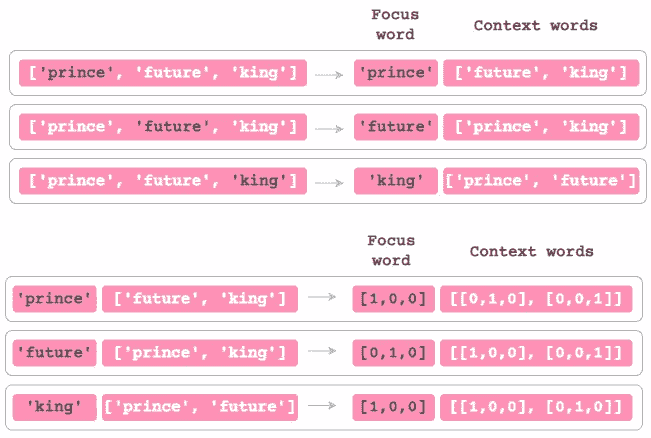 Focus word Context words
['prince', 'future', 'king'] 'prince' ['future', 'king']
['prince', 'future', 'king'] 'future' ['prince', 'king']
['prince', 'future', 'king'] 'king' ['prince', 'future']
Focus word Context words
'prince' ['future', 'king'] [1,0,0] [[0,1,0], [0,0,1]]
'future' ['prince', 'king'] [0,1,0] [[1,0,0], [0,0,1]]
'king' ['prince', 'future'] [1,0,0] [[1,0,0], [0,1,0]]